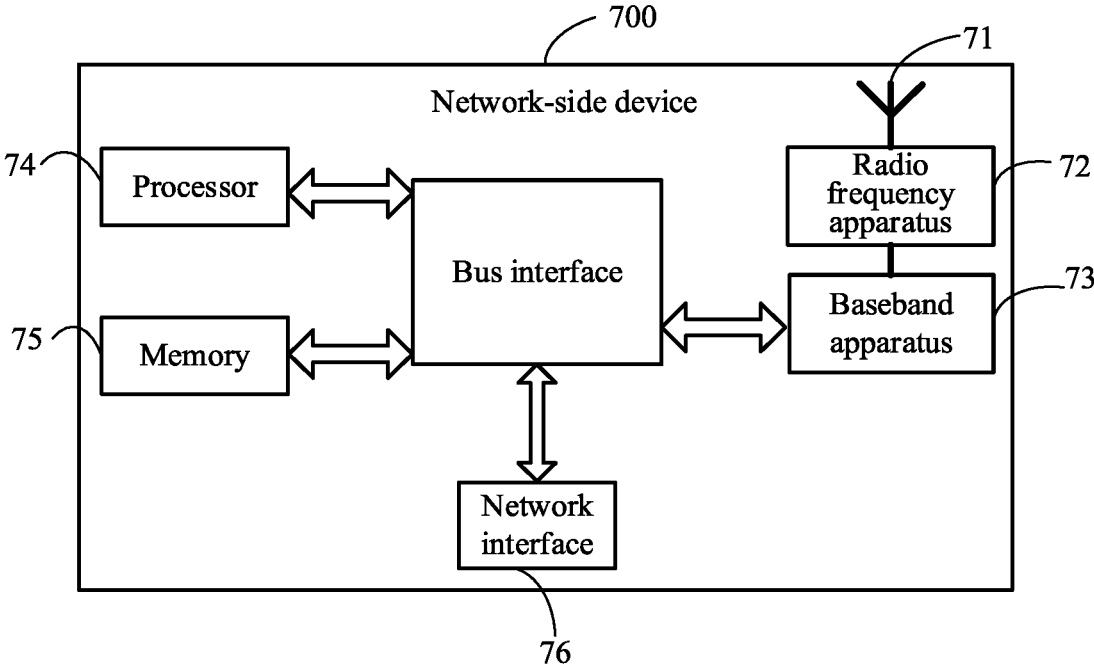 700
71
Network-side device
74
Processor
Radio
frequency
apparatus
72
Bus interface
73
Baseband
apparatus
75
Memory
Network
interface
76